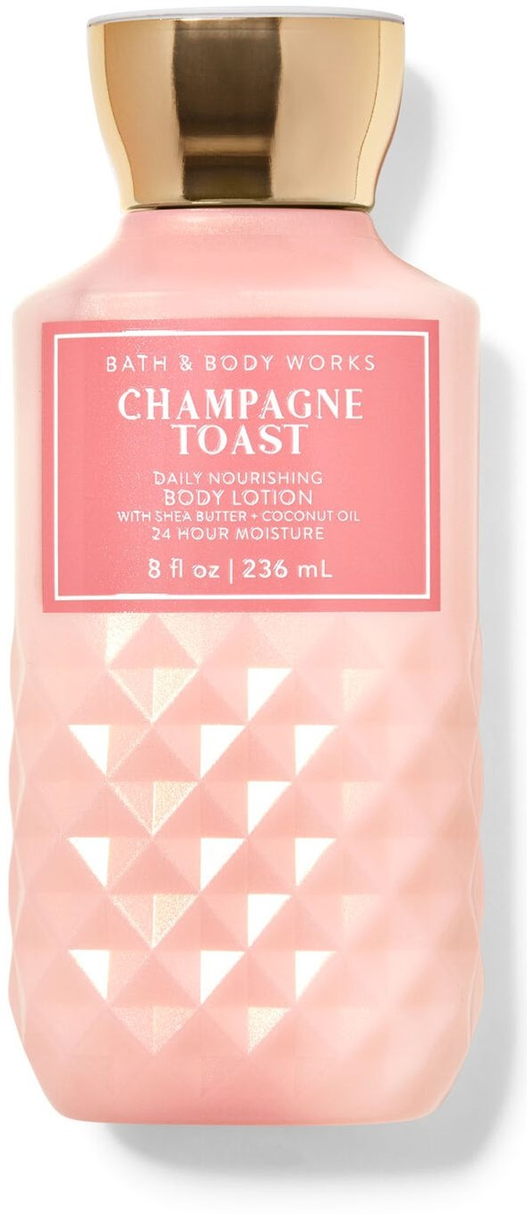 BATH & BODY WORKS
CHAMPAGNE
TOAST
DAILY NOURISHING
BODY LOTION
WITH SHEA BUTTER + COCONUT OIL
24 HOUR MOISTURE
8 fl oz | 236 mL